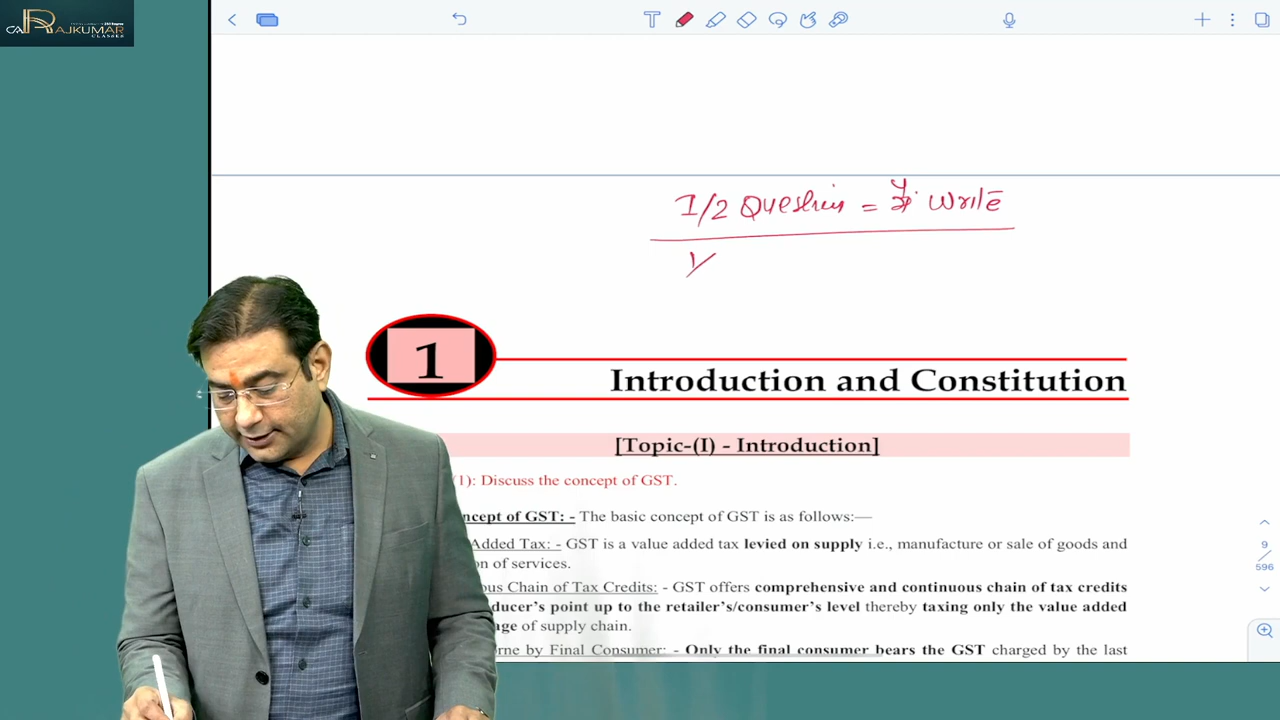 CA RAJKUMAR
CLASSES
T
1/2 Question = Write
1
Introduction and Constitution
[Topic-(I) - Introduction]
(1): Discuss the concept of GST.
ncept of GST: - The basic concept of GST is as follows:—
Added Tax: - GST is a value added tax levied on supply i.e., manufacture or sale of goods and
on of services.
ous Chain of Tax Credits: - GST offers comprehensive and continuous chain of tax credits
ducer's point up to the retailer's/consumer's level thereby taxing only the value added
age of supply chain.
orne by Final Consumer: - Only the final consumer bears the GST charged by the last
9
596